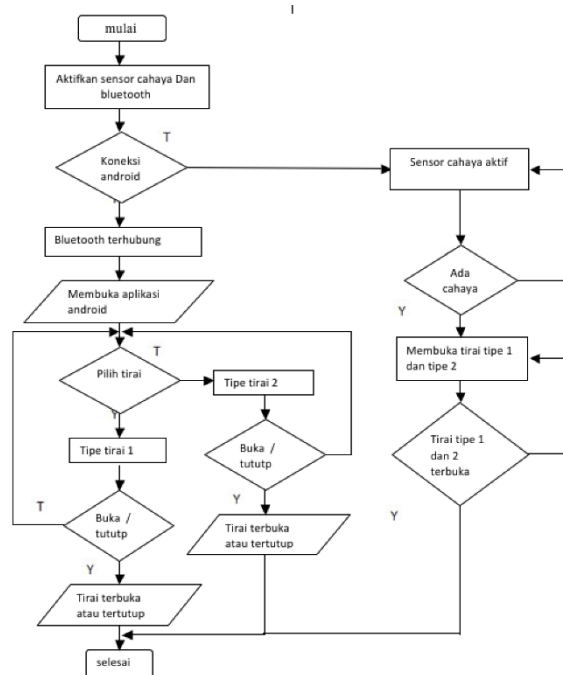 mulai
Aktifkan sensor cahaya Dan
bluetooth
T
Koneksi
android
Y
Sensor cahaya aktif
Bluetooth terhubung
Membuka aplikasi
android
Ada
cahaya
Y
T
Pilih tirai
Y
Tipe tirai 2
Membuka tirai tipe 1
dan tipe 2
Tipe tirai 1
Buka /
tututp
Y
Tirai tipe 1
dan 2
terbuka
Y
T
Buka /
tututp
Y
Tirai terbuka
atau tertutup
Tirai terbuka
atau tertutup
selesai